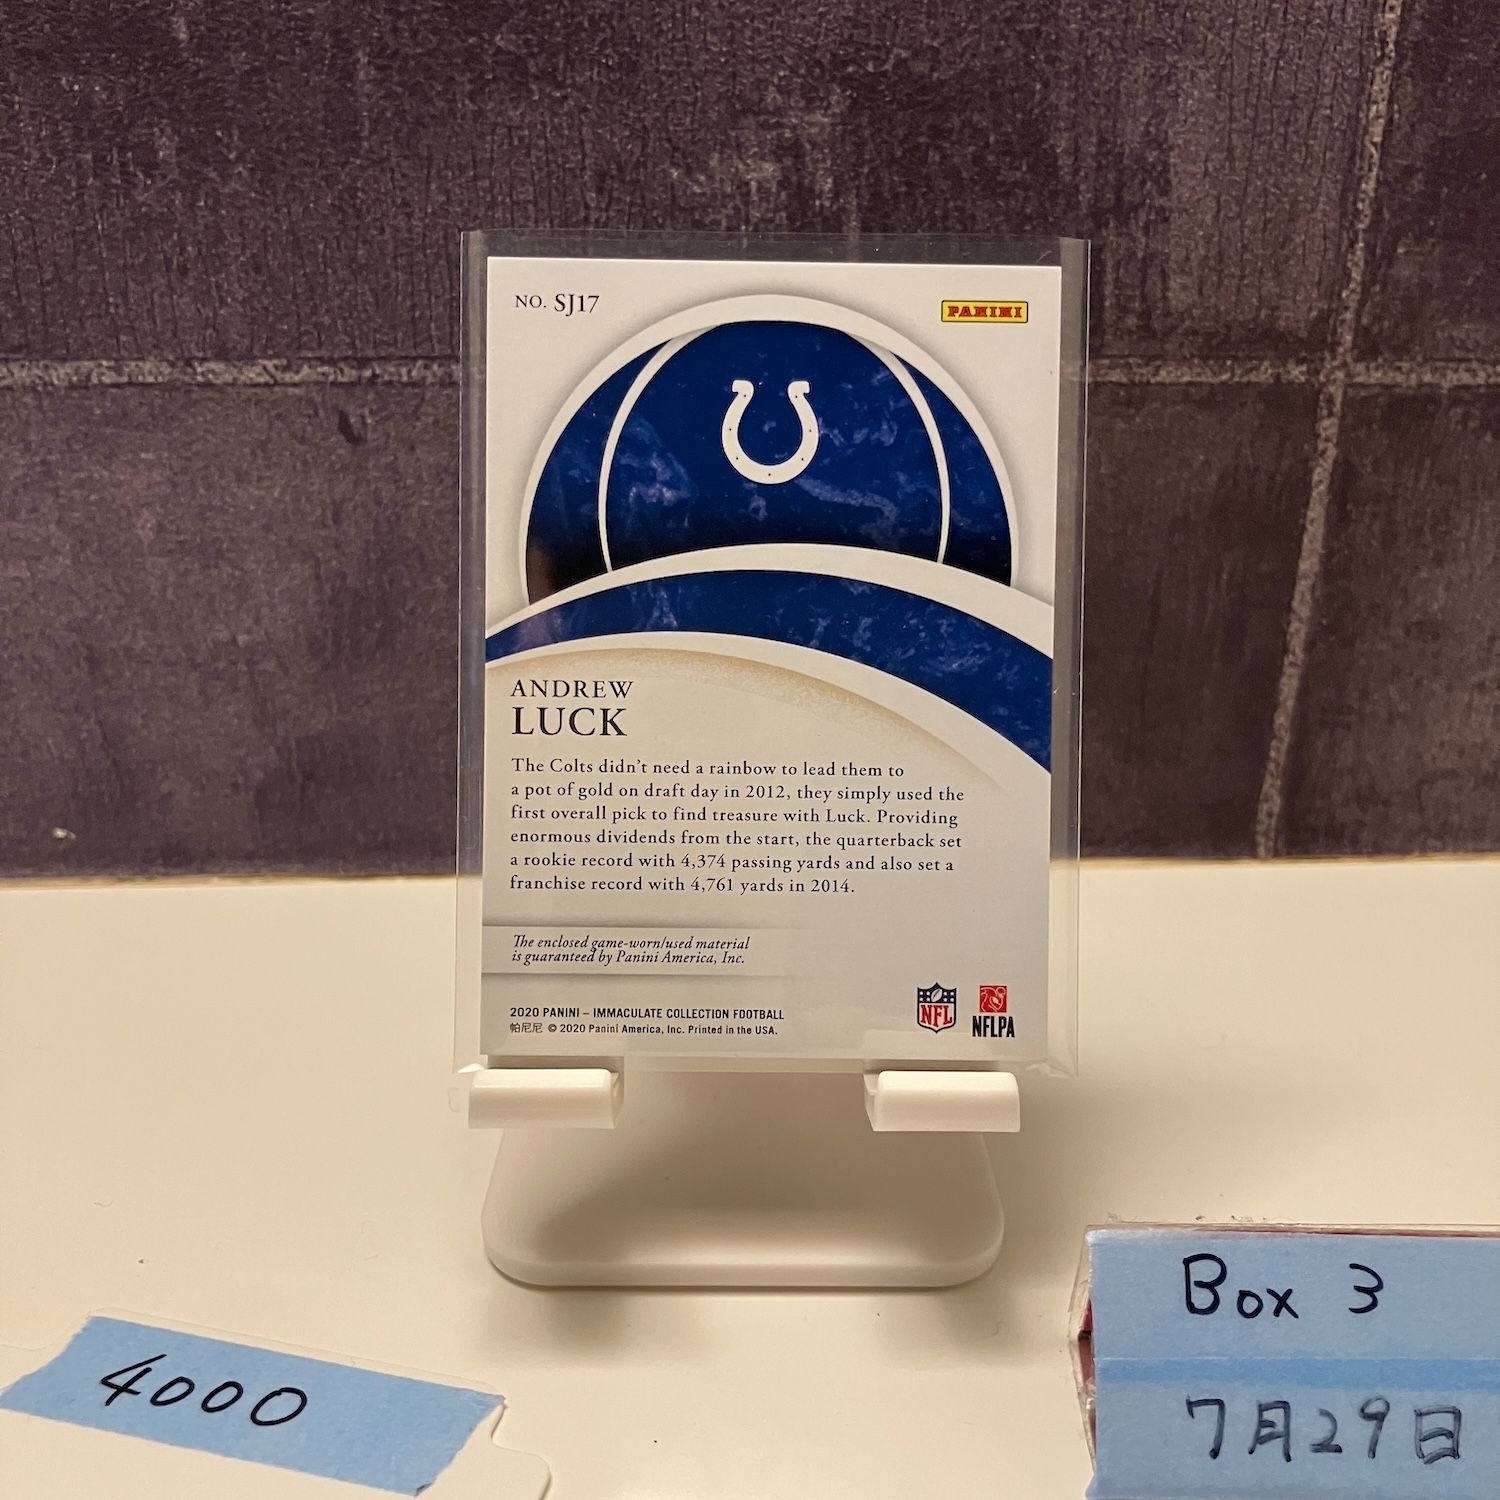 NO. SJ17
PANINI
ANDREW
LUCK
The Colts didn't need a rainbow to lead them to
a pot of gold on draft day in 2012, they simply used the
first overall pick to find treasure with Luck. Providing
enormous dividends from the start, the quarterback set
a rookie record with 4,374 passing yards and also set a
franchise record with 4,761 yards in 2014.
The enclosed game-worn/used material
is guaranteed by Panini America, Inc.
2020 PANINI – IMMACULATE COLLECTION FOOTBALL
帕尼尼 © 2020 Panini America, Inc. Printed in the USA.
NFL
NFLPA
Box 3
7月29日
4000